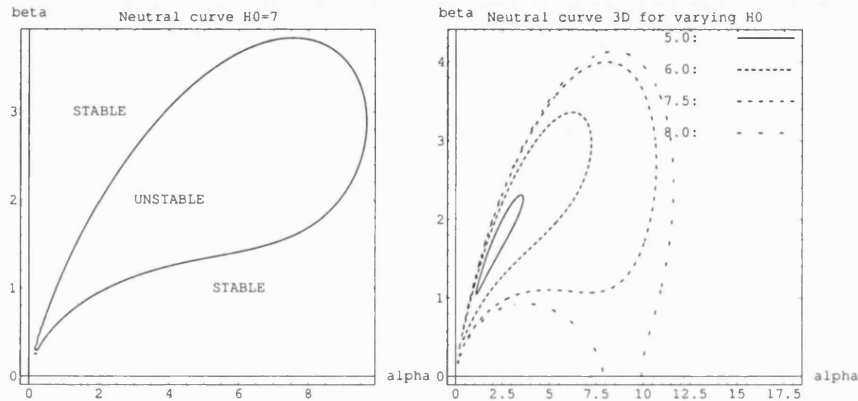 beta
Neutral curve H0=7
3
2
1
0
STABLE
UNSTABLE
STABLE
0 2 4 6 8
alpha
beta
Neutral curve 3D for varying H0
5.0:
6.0:
7.5:
8.0:
4
3
2
1
0
0 2.5 5 7.5 10 12.5 15 17.5
alpha